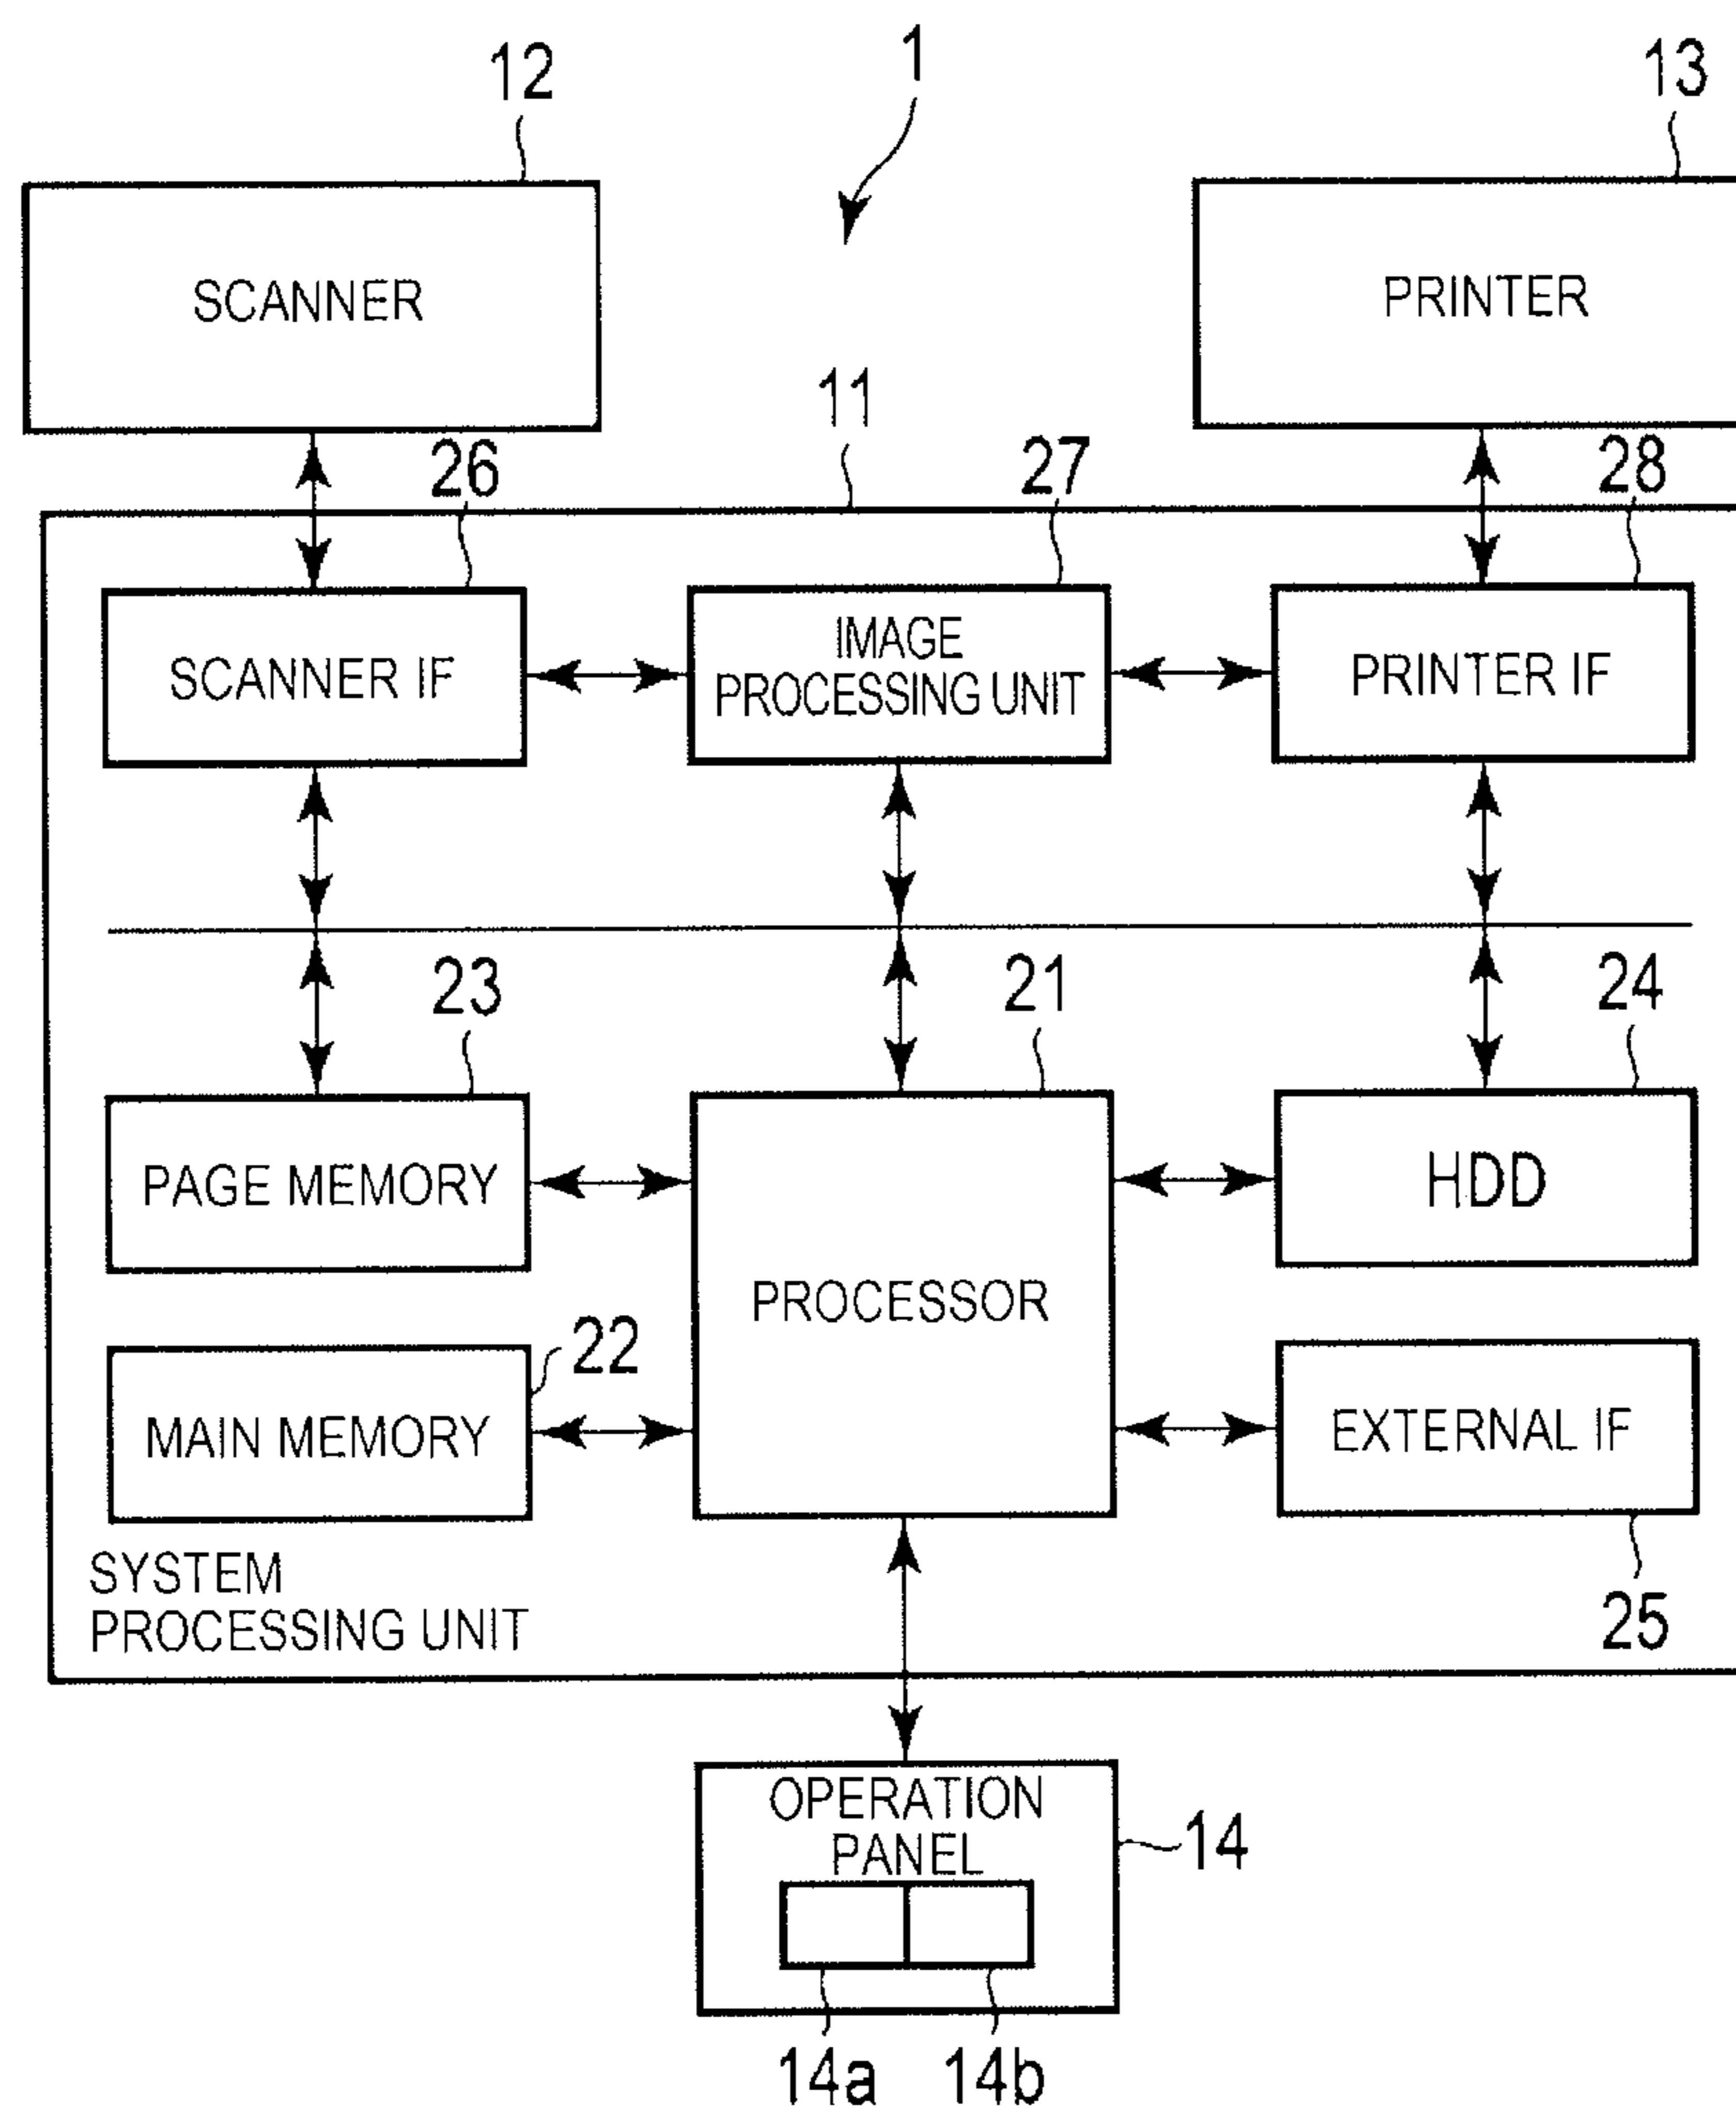 1
12
13
SCANNER
PRINTER
11
26
27
28
SCANNER IF
IMAGE
PROCESSING UNIT
PRINTER IF
23
21
24
PAGE MEMORY
HDD
PROCESSOR
22
MAIN MEMORY
EXTERNAL IF
SYSTEM
PROCESSING UNIT
25
OPERATION
PANEL
14
14a
14b